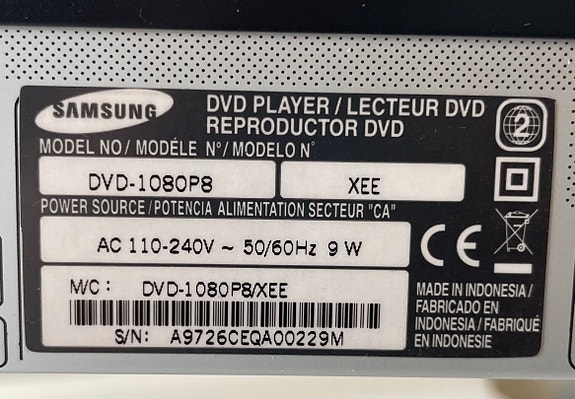 SAMSUNG
DVD PLAYER / LECTEUR DVD
REPRODUCTOR DVD
2
MODEL NO / MODÉLE N° / MODELO N°
DVD-1080P8
XEE
POWER SOURCE / POTENCIA ALIMENTATION SECTEUR "CA"
AC 110-240V ~ 50/60Hz 9 W
CE
M/C : DVD-1080P8/XEE
S/N: A9726CEQA00229M
MADE IN INDONESIA /
FABRICADO EN
INDONESIA / FABRIQUÉ
EN INDONESIE